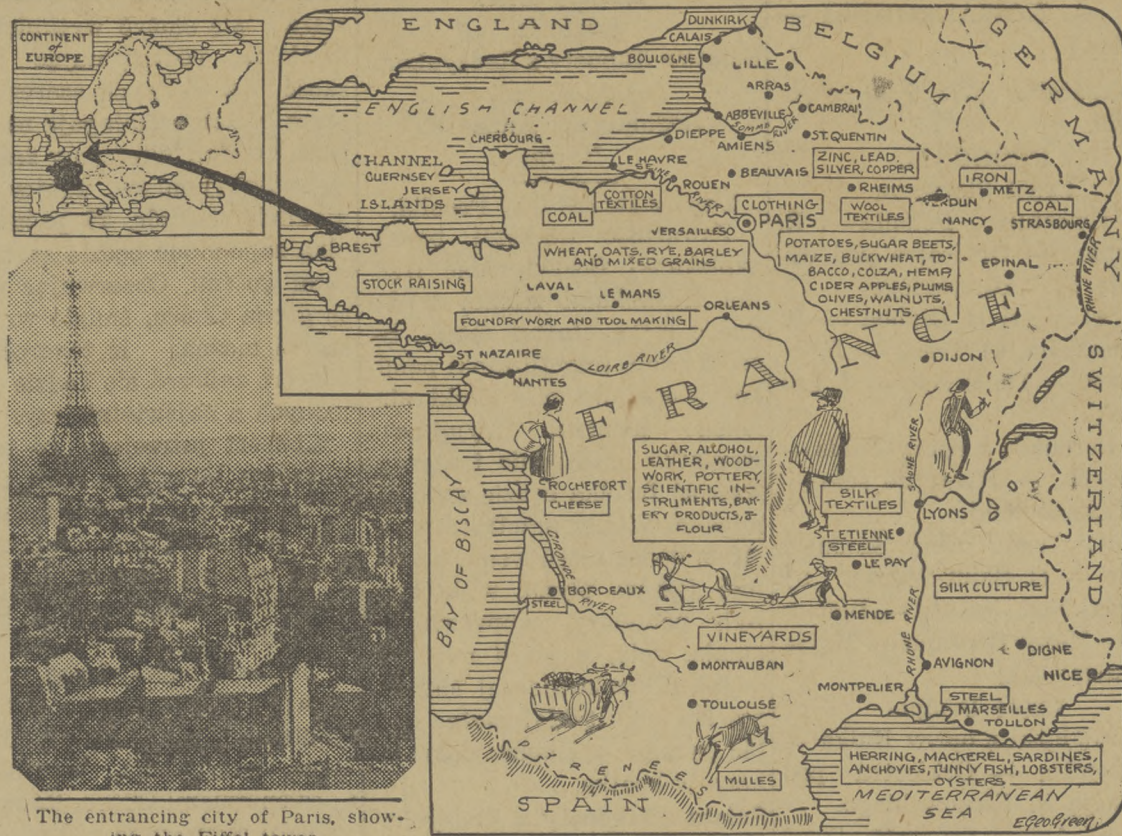 CONTINENT
of
EUROPE
ENGLAND
DUNKIRK
CALAIS
BOULOGNE
BELGIUM
GERMANY
LILLE
ARRAS
ENGLISH CHANNEL
ABBEVILLE
CAMBRAI
SOMME
RIVER
DIEPPE
AMIENS
ST. QUENTIN
CHERBOURG
CHANNEL
GUERNSEY
JERSEY
ISLANDS
LE HAVRE
SEINE
RIVER
ROUEN
BEAUVAIS
ZINC, LEAD,
SILVER, COPPER
RHEIMS
IRON
METZ
COTTON
TEXTILES
COAL
CLOTHING
PARIS
VERSAILLESO
WOOL
TEXTILES
VERDUN
NANCY
COAL
STRASBOURG
BREST
WHEAT, OATS, RYE, BARLEY
AND MIXED GRAINS
POTATOES, SUGAR BEETS,
MAIZE, BUCKWHEAT, TO-
BACCO, COLZA, HEMP,
CIDER APPLES, PLUMS,
OLIVES, WALNUTS,
CHESTNUTS.
EPINAL
RHINE RIVER
STOCK RAISING
LAVAL
LE MANS
ORLEANS
FOUNDRY WORK AND TOOL MAKING
FRANCE
ST NAZAIRE
LOIRE RIVER
NANTES
DIJON
SWITZERLAND
SAONE RIVER
SUGAR, ALCOHOL,
LEATHER, WOOD-
WORK, POTTERY,
SCIENTIFIC IN-
STRUMENTS, BAK-
ERY PRODUCTS, &
FLOUR
ROCHEFORT
CHEESE
SILK
TEXTILES
LYONS
ST ETIENNE
STEEL
LE PAY
BAY OF BISCAY
GIRONDE
RIVER
BORDEAUX
STEEL
SILK CULTURE
MENDE
VINEYARDS
RHONE RIVER
MONTAUBAN
AVIGNON
DIGNE
NICE
MONTPELIER
STEEL
MARSEILLES
TOULON
TOULOUSE
PYRENEES
MULES
SPAIN
HERRING, MACKEREL, SARDINES,
ANCHOVIES, TUNNY FISH, LOBSTERS,
OYSTERS
MEDITERRANEAN
SEA
EGeoGreen.
The entrancing city of Paris, show-
ing the Eiffel tower